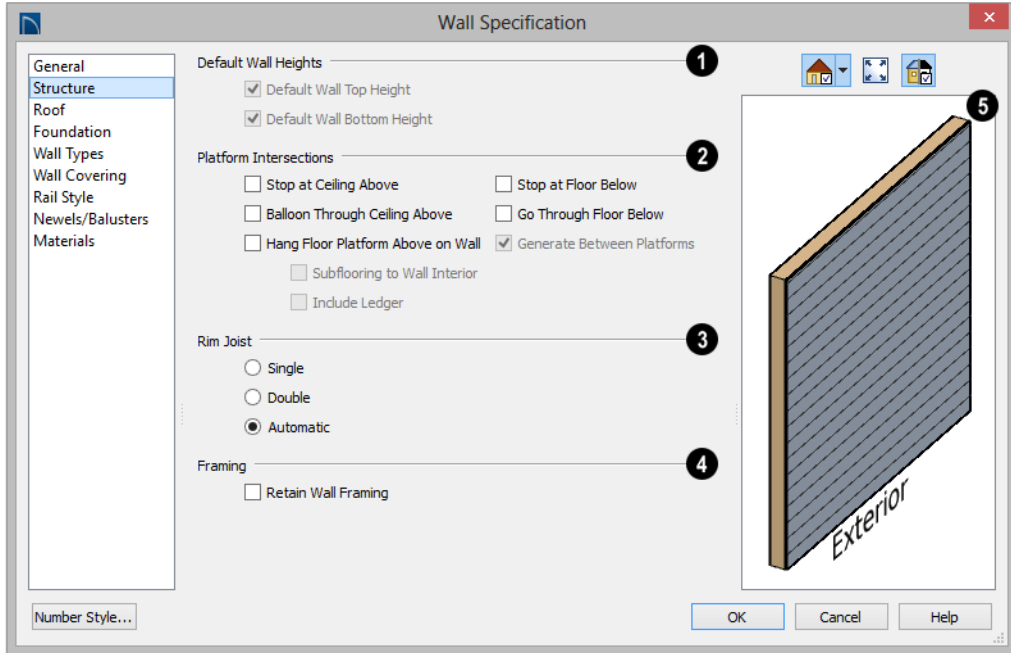 Wall Specification
General
Structure
Roof
Foundation
Wall Types
Wall Covering
Rail Style
Newels/Balusters
Materials
Default Wall Heights 1
Default Wall Top Height
Default Wall Bottom Height
Platform Intersections 2
Stop at Ceiling Above Stop at Floor Below
Balloon Through Ceiling Above Go Through Floor Below
Hang Floor Platform Above on Wall Generate Between Platforms
Subflooring to Wall Interior
Include Ledger
Rim Joist 3
Single
Double
Automatic
Framing 4
Retain Wall Framing
5
Exterior
Number Style... OK Cancel Help